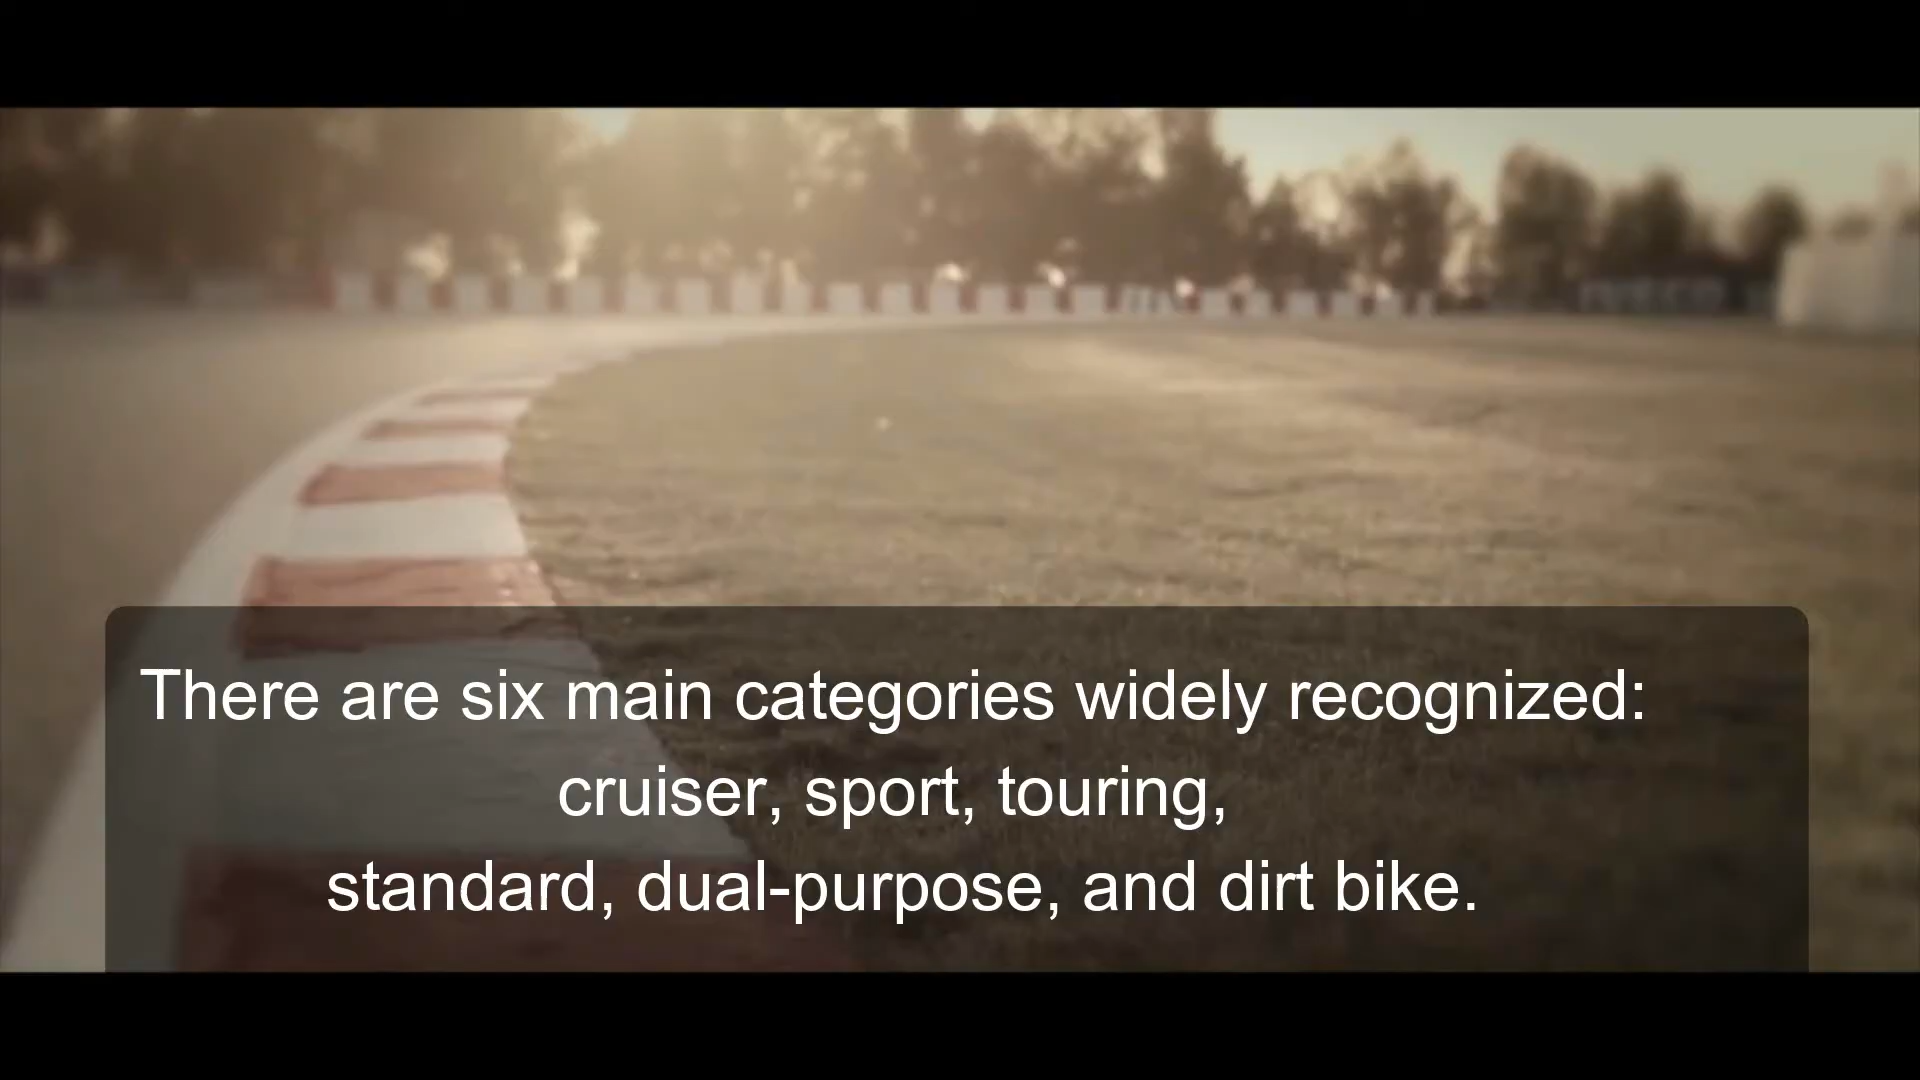 There are six main categories widely recognized:
cruiser, sport, touring,
standard, dual-purpose, and dirt bike.